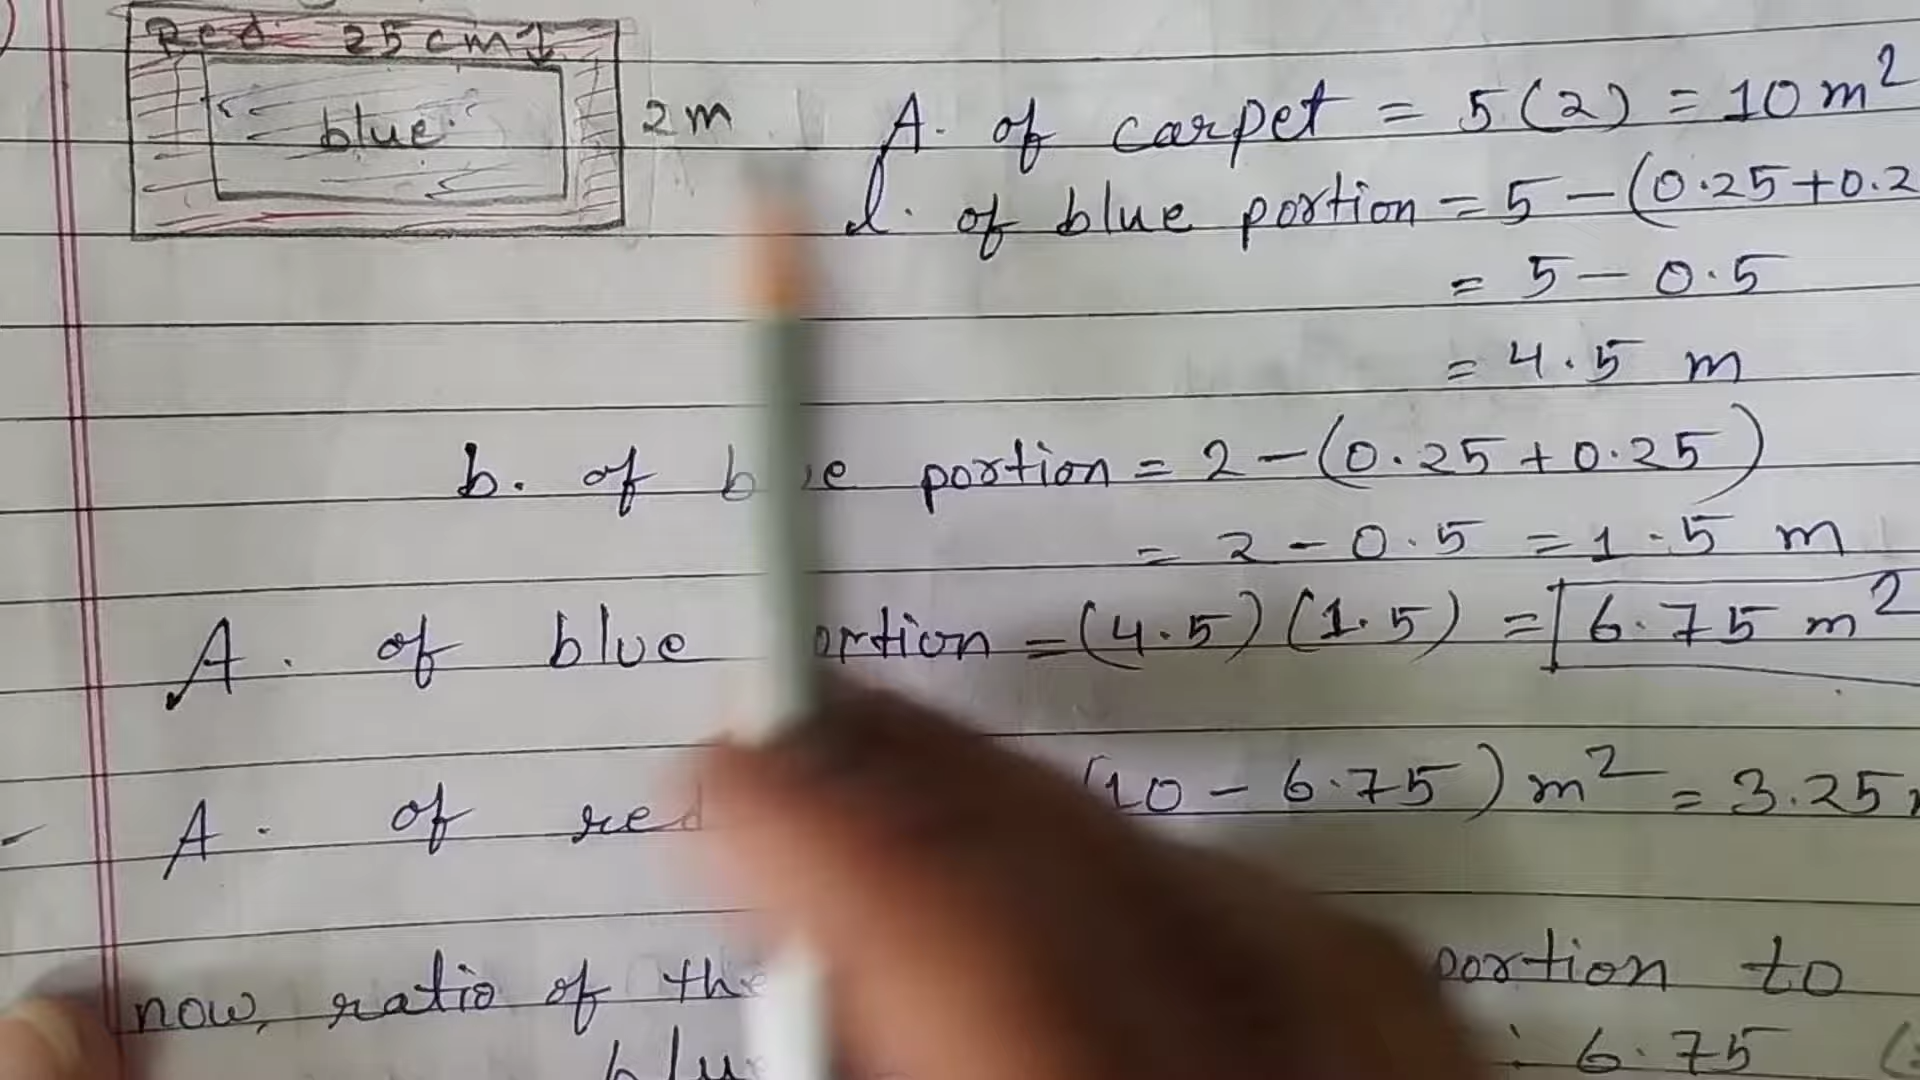 Red 25 cm
blue
2 m
A. of carpet = 5(2) = 10 m²
l. of blue portion = 5 - (0.25+0.2
= 5 - 0.5
= 4.5 m
b. of portion = 2 - (0.25 + 0.25)
= 2 - 0.5 = 1.5 m
A. of blue ortion = (4.5) (1.5) = 6.75 m²
A. of red (10 - 6.75) m² = 3.25
now, ratio of the portion to
: 6.75